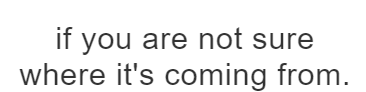 if you are not sure
where it's coming from.